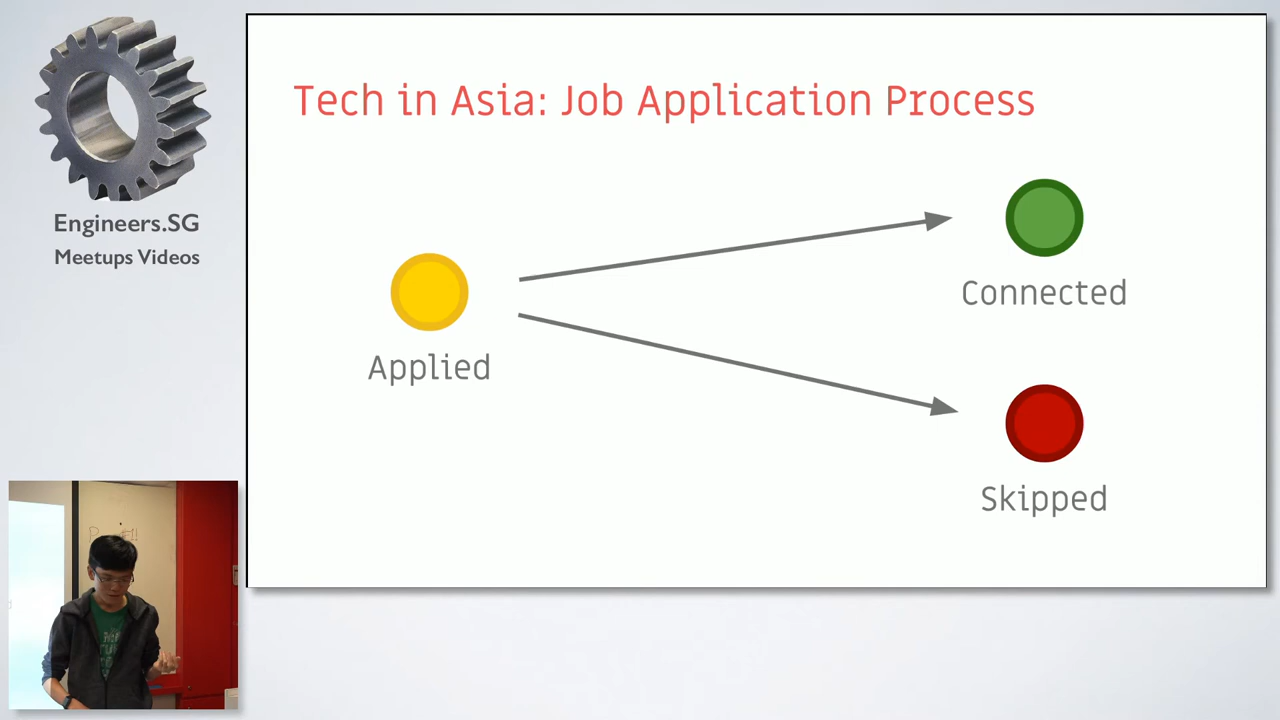 Tech in Asia: Job Application Process
Engineers.SG
Meetups Videos
Applied
Connected
Skipped